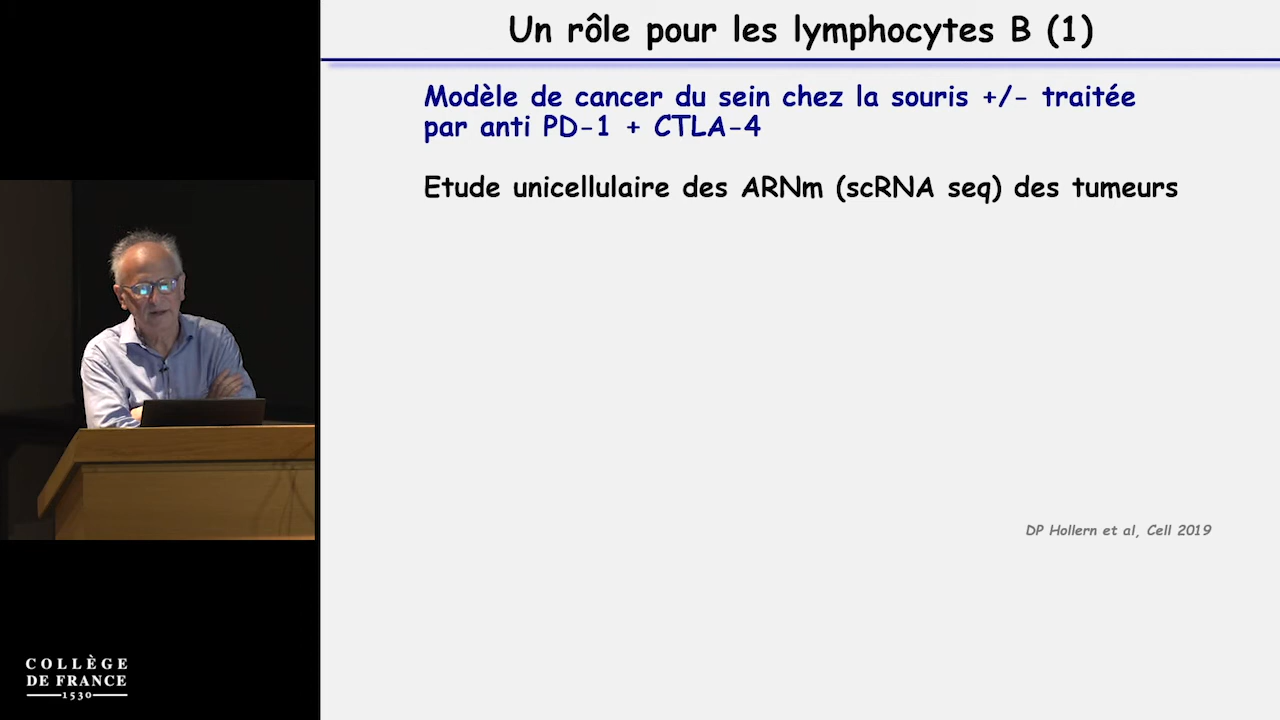 Un rôle pour les lymphocytes B (1)
Modèle de cancer du sein chez la souris +/- traitée
par anti PD-1 + CTLA-4
Etude unicellulaire des ARNm (scRNA seq) des tumeurs
DP Hollern et al, Cell 2019
COLLÈGE
DE FRANCE
1530